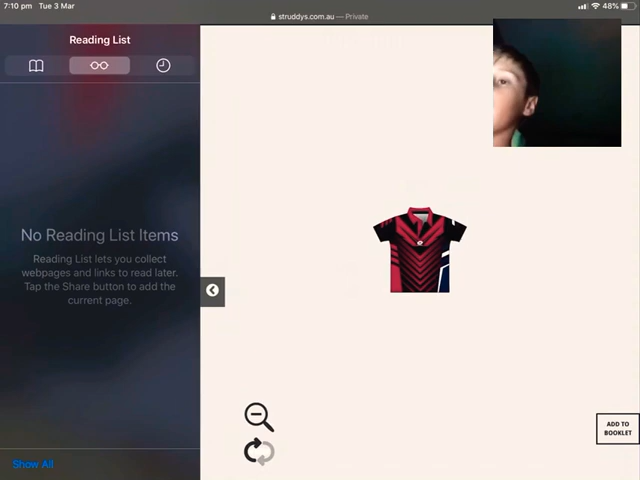 7:10 pm Tue 3 Mar
struddys.com.au — Private
48%
Reading List
No Reading List Items
Reading List lets you collect
webpages and links to read later.
Tap the Share button to add the
current page.
ADD TO
BOOKLET
Show All